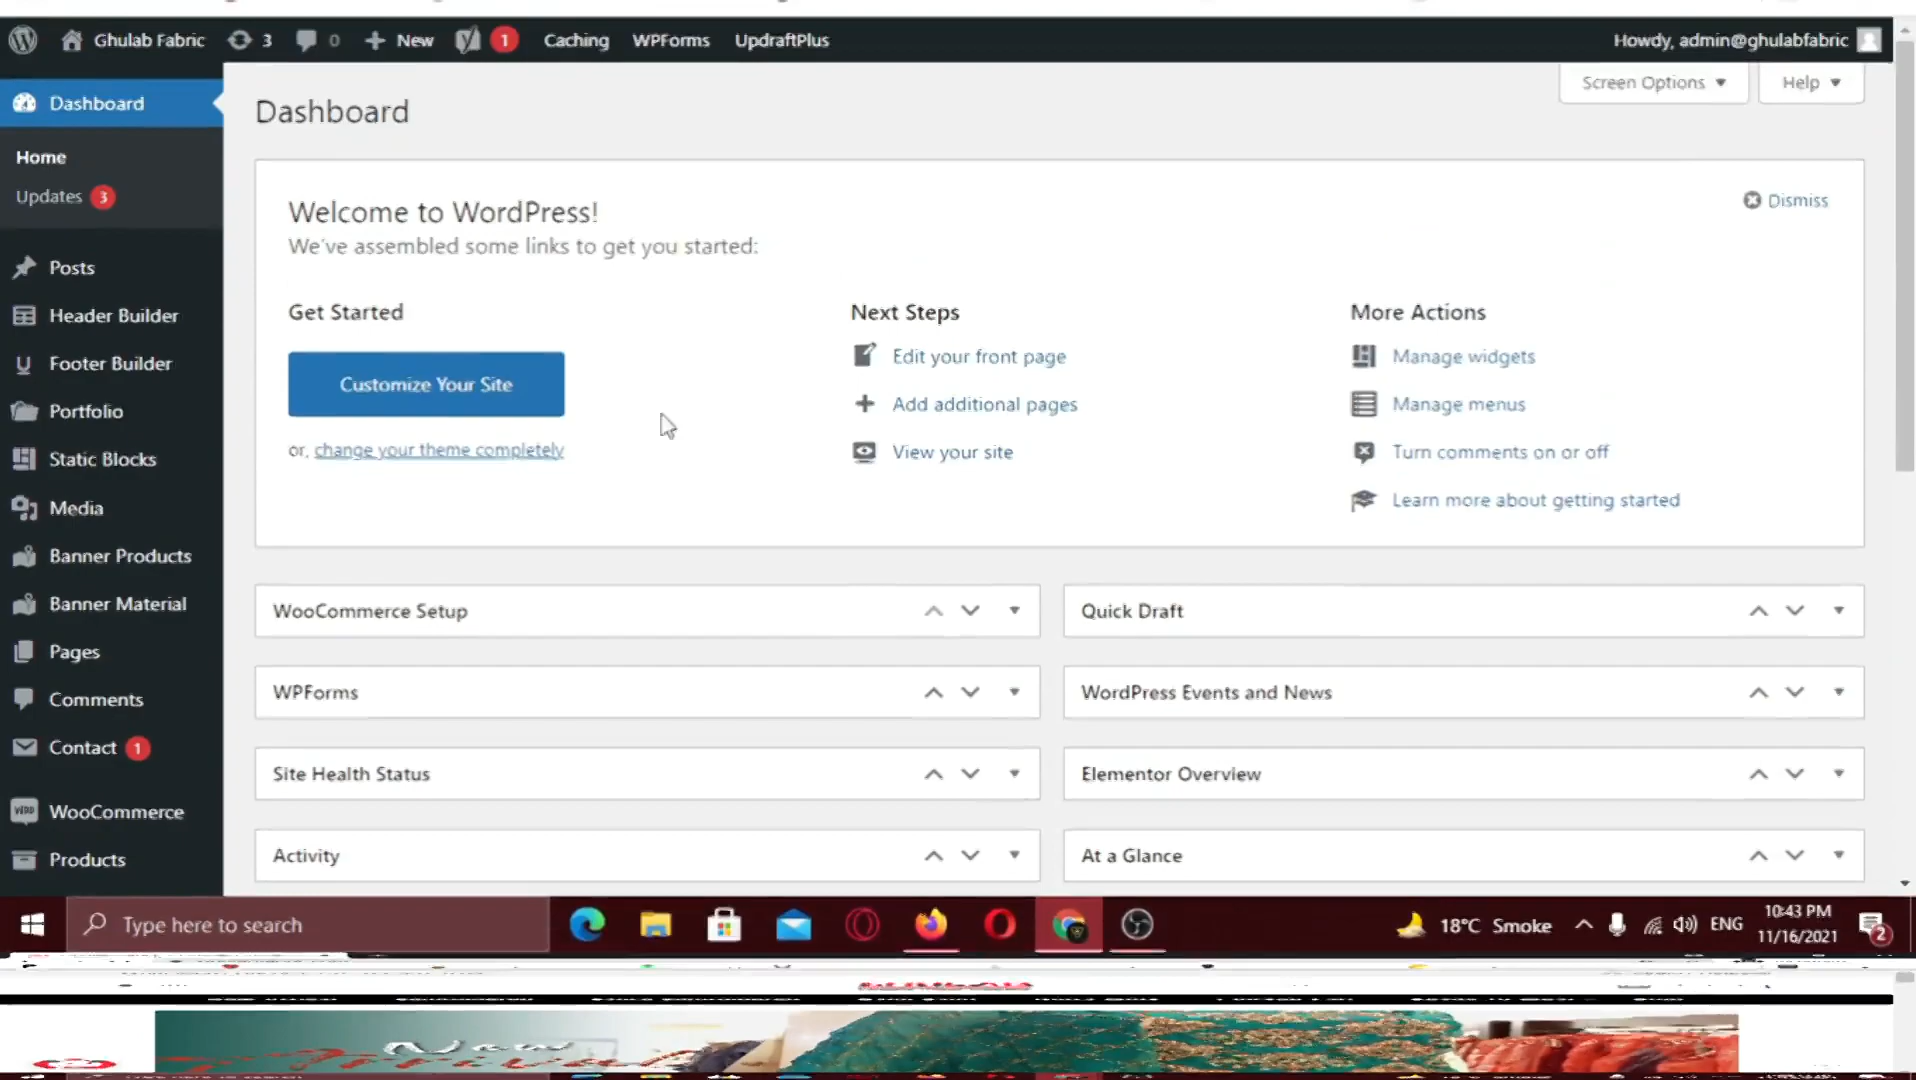 Ghulab Fabric 3 0 New 1 Caching WPForms UpdraftPlus Howdy, admin@ghulabfabric
Screen Options Help
Dashboard
Dashboard
Home
Updates 3
Welcome to WordPress!
Dismiss
We've assembled some links to get you started:
Posts
Header Builder
Footer Builder
Portfolio
Static Blocks
Media
Banner Products
Banner Material
Pages
Comments
Contact 1
WooCommerce
Products
Get Started
Customize Your Site
or, change your theme completely
Next Steps
Edit your front page
Add additional pages
View your site
More Actions
Manage widgets
Manage menus
Turn comments on or off
Learn more about getting started
WooCommerce Setup
Quick Draft
WPForms
WordPress Events and News
Site Health Status
Elementor Overview
Activity
At a Glance
Type here to search
18°C Smoke
ENG
10:43 PM
11/16/2021
2
New